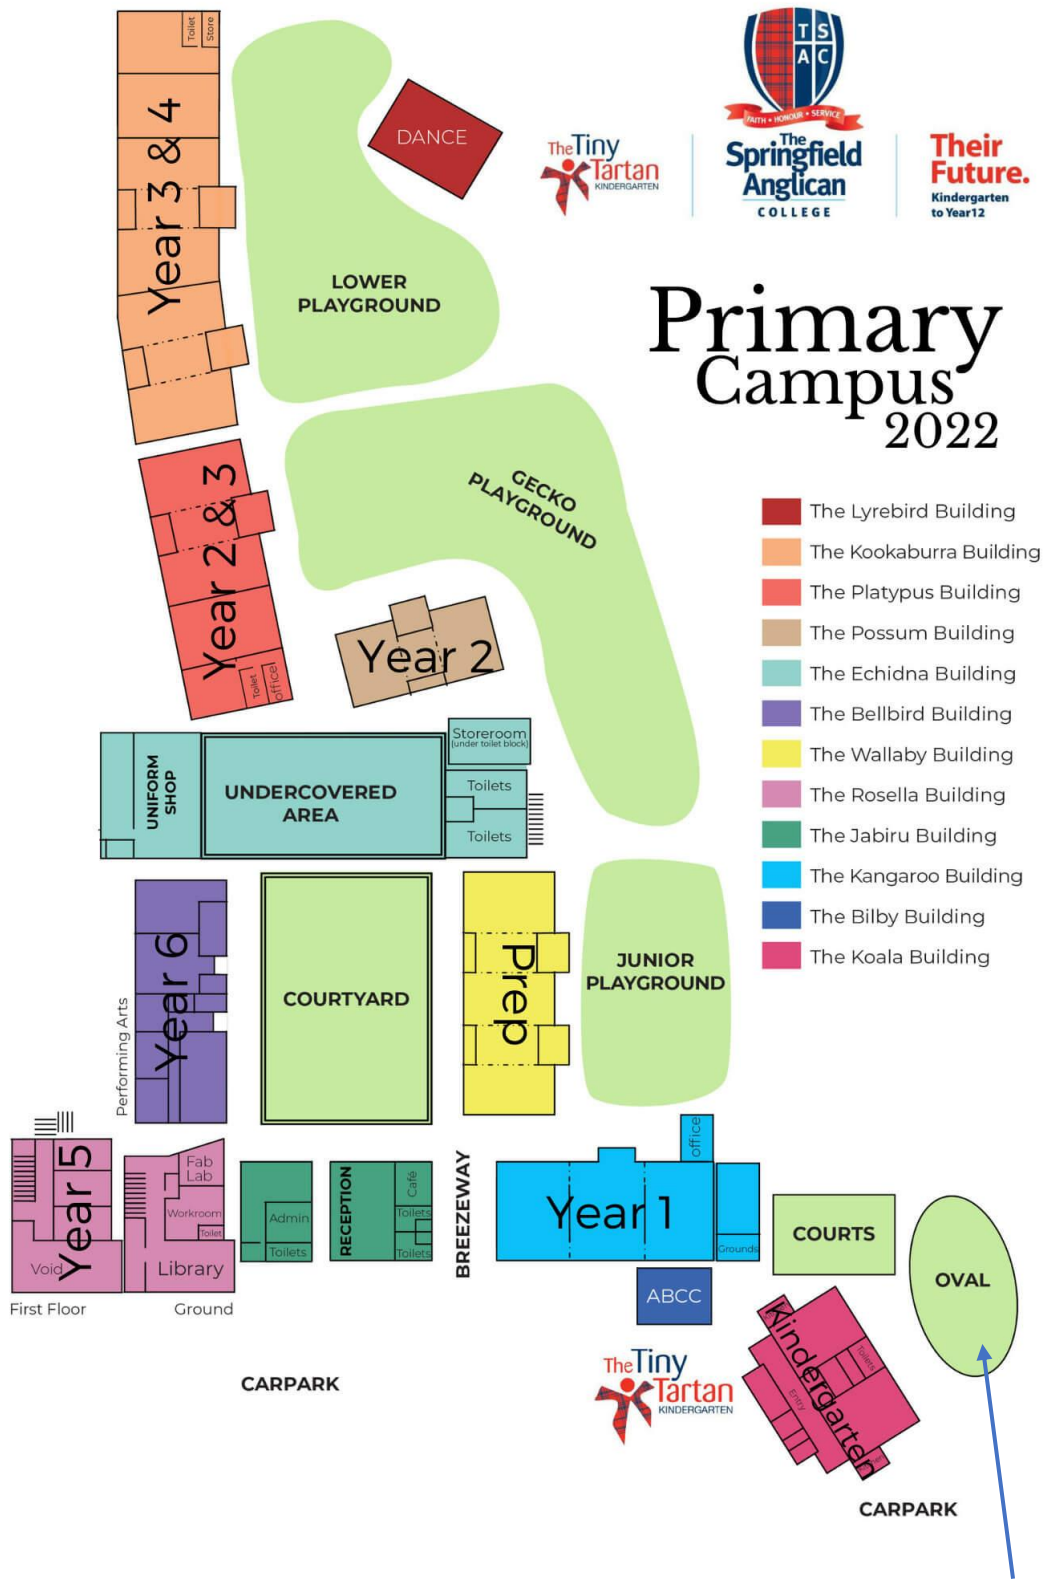 Toilet
Store
Year 3 & 4
DANCE
LOWER
PLAYGROUND
The Tiny
Tartan
KINDERGARTEN
T S
A C
FAITH • HONOUR • SERVICE
The
Springfield
Anglican
COLLEGE
Their
Future.
Kindergarten
to Year12
Primary
Campus
2022
GECKO
PLAYGROUND
Year 2 & 3
Toilet
office
Year 2
The Lyrebird Building
The Kookaburra Building
The Platypus Building
The Possum Building
The Echidna Building
The Bellbird Building
The Wallaby Building
The Rosella Building
The Jabiru Building
The Kangaroo Building
The Bilby Building
The Koala Building
UNIFORM
SHOP
UNDERCOVERED
AREA
Storeroom
(under toilet block)
Toilets
Toilets
Performing Arts
Year 6
COURTYARD
Prep
JUNIOR
PLAYGROUND
Year 5
Void
First Floor
Fab
Lab
Workroom
Toilet
Library
Ground
Admin
Toilets
RECEPTION
Café
Toilets
Toilets
BREEZEWAY
office
Year 1
Grounds
ABCC
COURTS
OVAL
Kindergarten
Toilets
Entry
The Tiny
Tartan
KINDERGARTEN
CARPARK
CARPARK